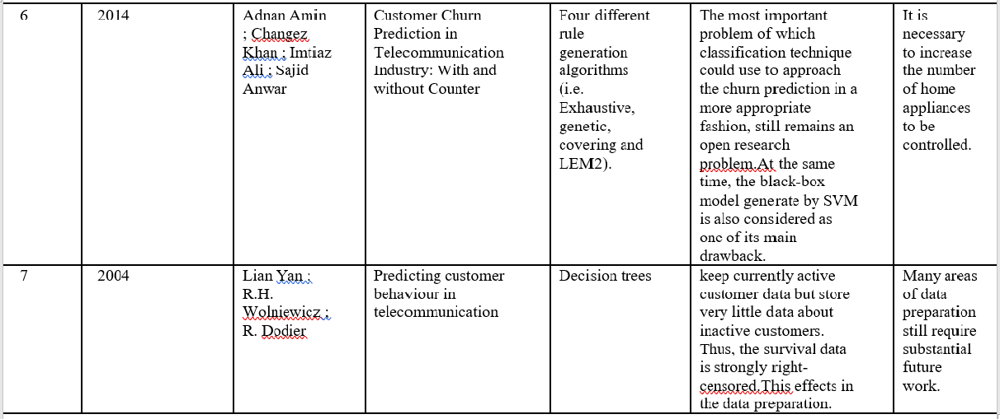 6
2014
Adnan Amin
; Changez
Khan ; Imtiaz
Ali ; Sajid
Anwar
Customer Churn
Prediction in
Telecommunication
Industry: With and
without Counter
Four different
rule
generation
algorithms
(i.e.
Exhaustive,
genetic,
covering and
LEM2).
The most important
problem of which
classification technique
could use to approach
the churn prediction in a
more appropriate
fashion, still remains an
open research
problem.At the same
time, the black-box
model generate by SVM
is also considered as
one of its main
drawback.
It is
necessary
to increase
the number
of home
appliances
to be
controlled.
7
2004
Lian Yan ;
R.H.
Wolniewicz ;
R. Dodier
Predicting customer
behaviour in
telecommunication
Decision trees
keep currently active
customer data but store
very little data about
inactive customers.
Thus, the survival data
is strongly right-
censored.This effects in
the data preparation.
Many areas
of data
preparation
still require
substantial
future
work.